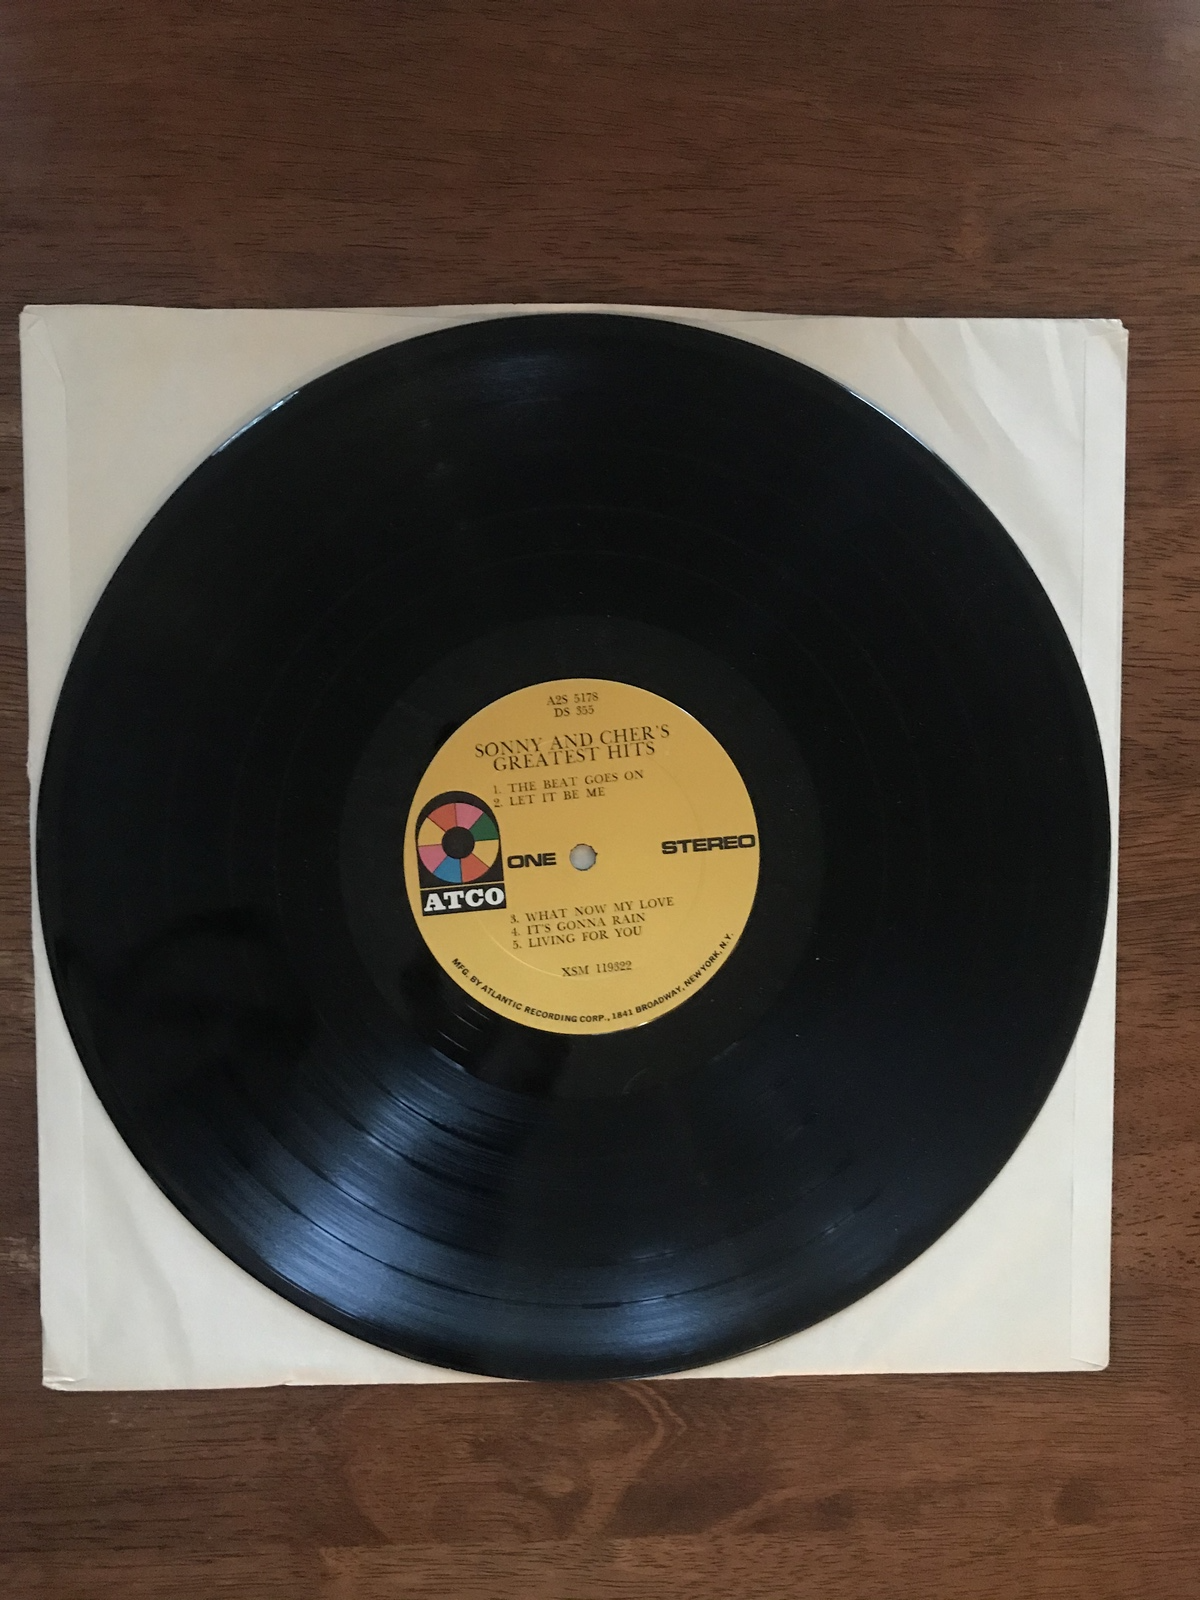 A2S 5178
DS 355
SONNY AND CHER'S
GREATEST HITS
1. THE BEAT GOES ON
2. LET IT BE ME
ATCO
ONE
STEREO
3. WHAT NOW MY LOVE
4. IT'S GONNA RAIN
5. LIVING FOR YOU
XSM 119322
MFG. BY ATLANTIC RECORDING CORP., 1841 BROADWAY, NEW YORK, N.Y.